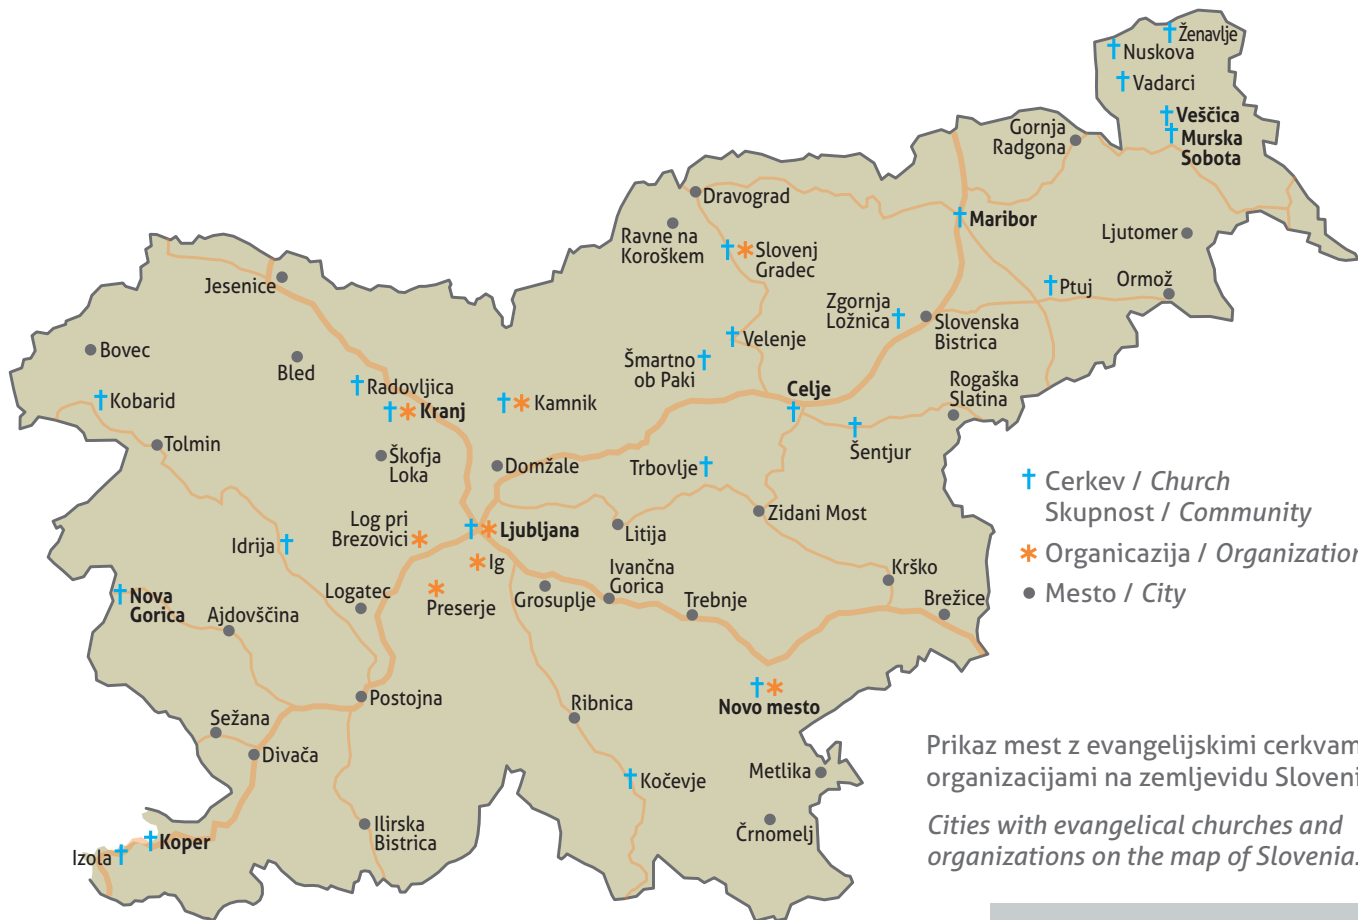 Ženavlje
Nuskova
Vadarci
Veščica
Murska
Sobota
Gornja
Radgona
Dravograd
Maribor
Ravne na
Koroškem
Slovenj
Gradec
Ljutomer
Jesenice
Ptuj
Ormož
Zgornja
Ložnica
Slovenska
Bistrica
Velenje
Bovec
Bled
Šmartno
ob Paki
Radovljica
Celje
Rogaška
Slatina
Kobarid
Kranj
Kamnik
Tolmin
Škofja
Loka
Domžale
Trbovlje
Šentjur
Log pri
Brezovici
Ljubljana
Litija
Zidani Most
Idrija
Ig
Ivančna
Gorica
Krško
Nova
Gorica
Ajdovščina
Logatec
Preserje
Grosuplje
Trebnje
Brežice
Postojna
Ribnica
Novo mesto
Sežana
Divača
Kočevje
Metlika
Črnomelj
Ilirska
Bistrica
Koper
Izola
Cerkev / Church
Skupnost / Community
Organicazija / Organization
Mesto / City
Prikaz mest z evangelijskimi cerkvam
organizacijami na zemljevidu Sloveni
Cities with evangelical churches and
organizations on the map of Slovenia.